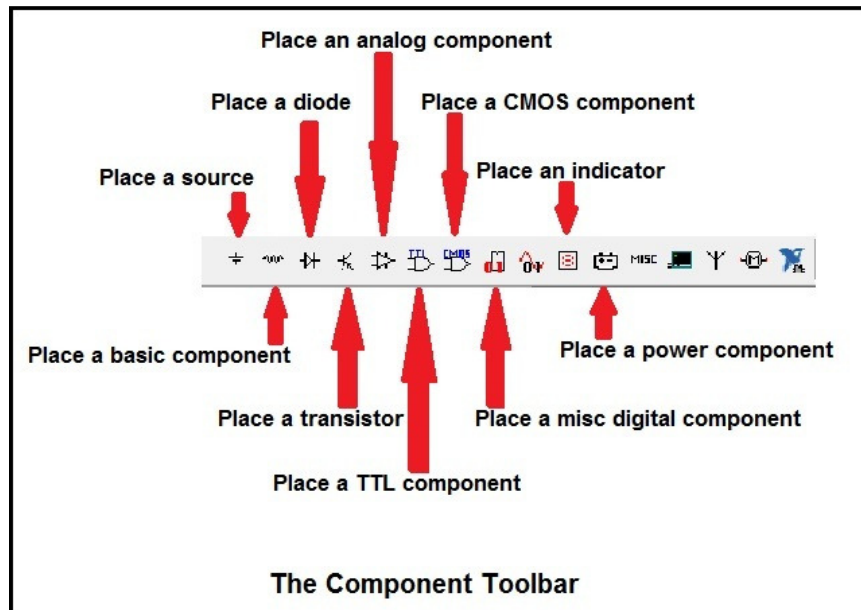 Place an analog component
Place a diode
Place a CMOS component
Place a source
Place an indicator
TTL
CMOS
MISC
Place a basic component
Place a power component
Place a transistor
Place a misc digital component
Place a TTL component
The Component Toolbar